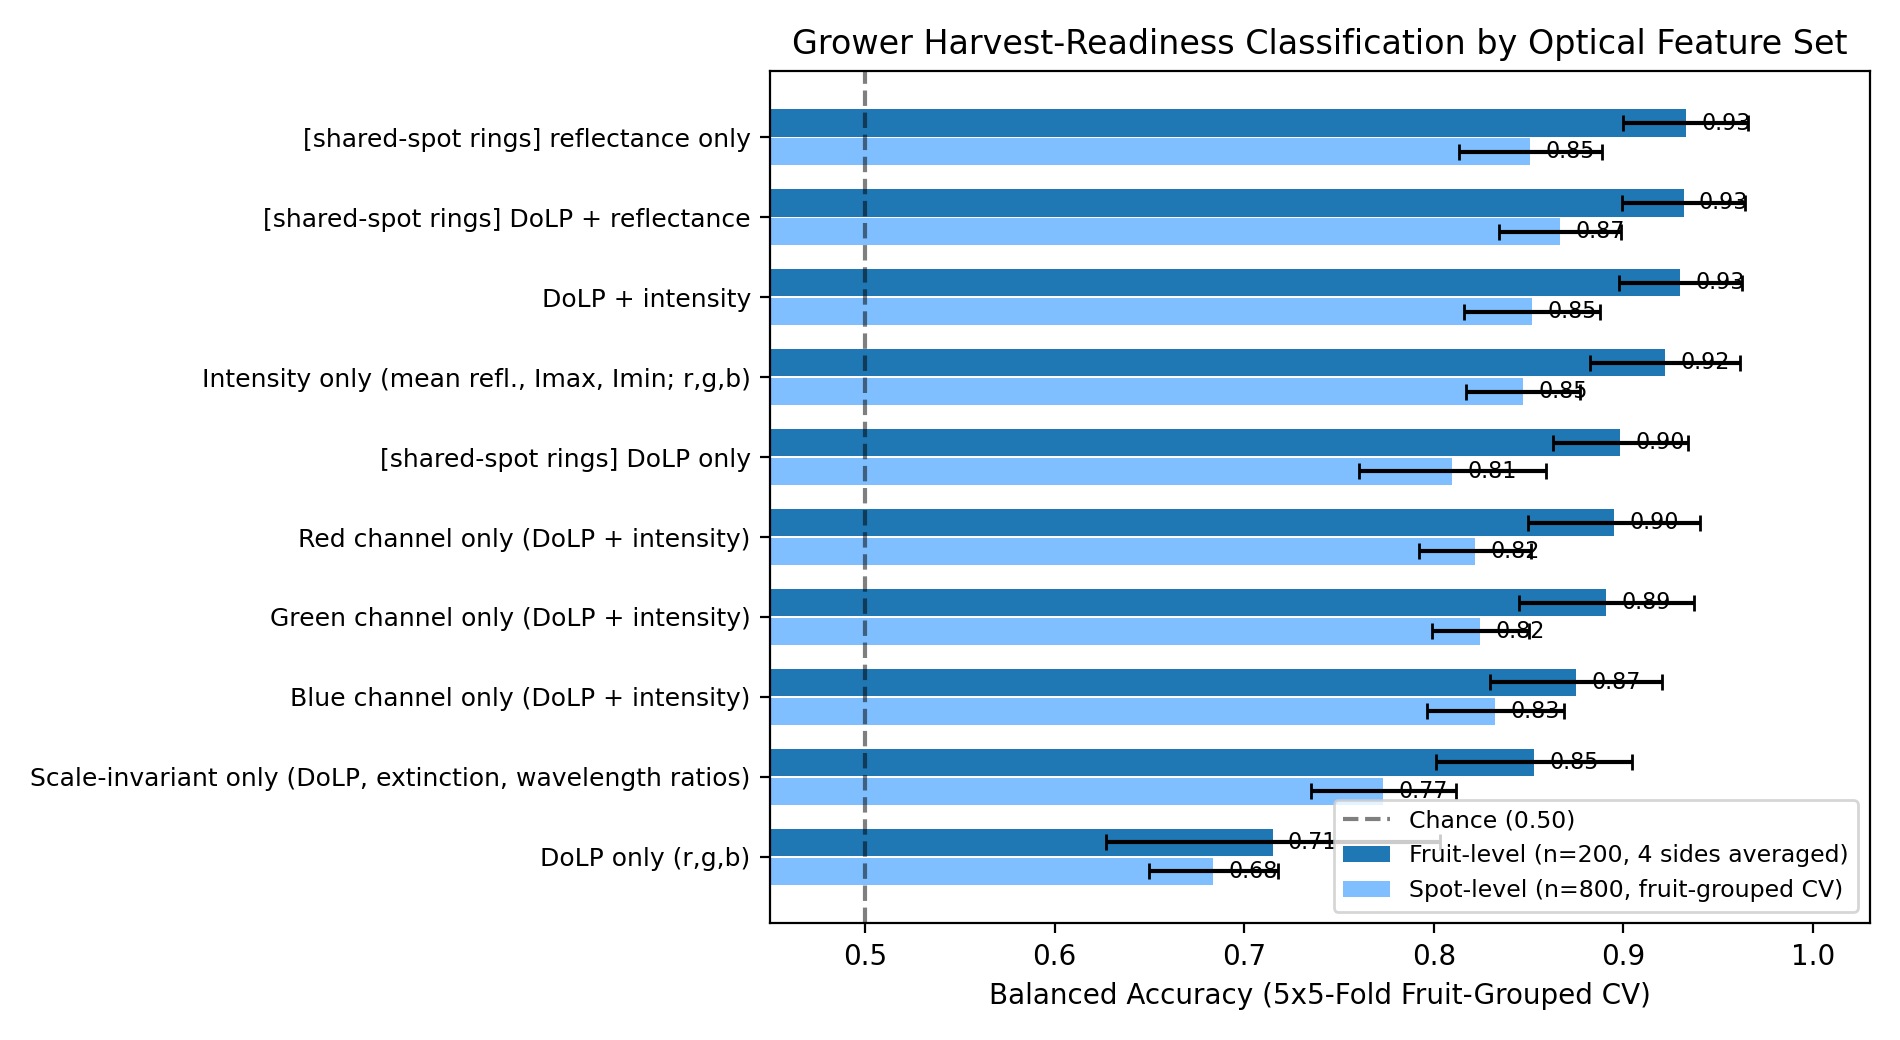 Grower Harvest-Readiness Classification by Optical Feature Set
[shared-spot rings] reflectance only
0.93
0.85
[shared-spot rings] DoLP + reflectance
0.93
0.87
DoLP + intensity
0.93
0.85
Intensity only (mean refl., Imax, Imin; r,g,b)
0.92
0.85
[shared-spot rings] DoLP only
0.90
0.81
Red channel only (DoLP + intensity)
0.90
0.82
Green channel only (DoLP + intensity)
0.89
0.82
Blue channel only (DoLP + intensity)
0.87
0.83
Scale-invariant only (DoLP, extinction, wavelength ratios)
0.85
0.77
DoLP only (r,g,b)
0.71
0.68
Chance (0.50)
Fruit-level (n=200, 4 sides averaged)
Spot-level (n=800, fruit-grouped CV)
0.5 0.6 0.7 0.8 0.9 1.0
Balanced Accuracy (5x5-Fold Fruit-Grouped CV)